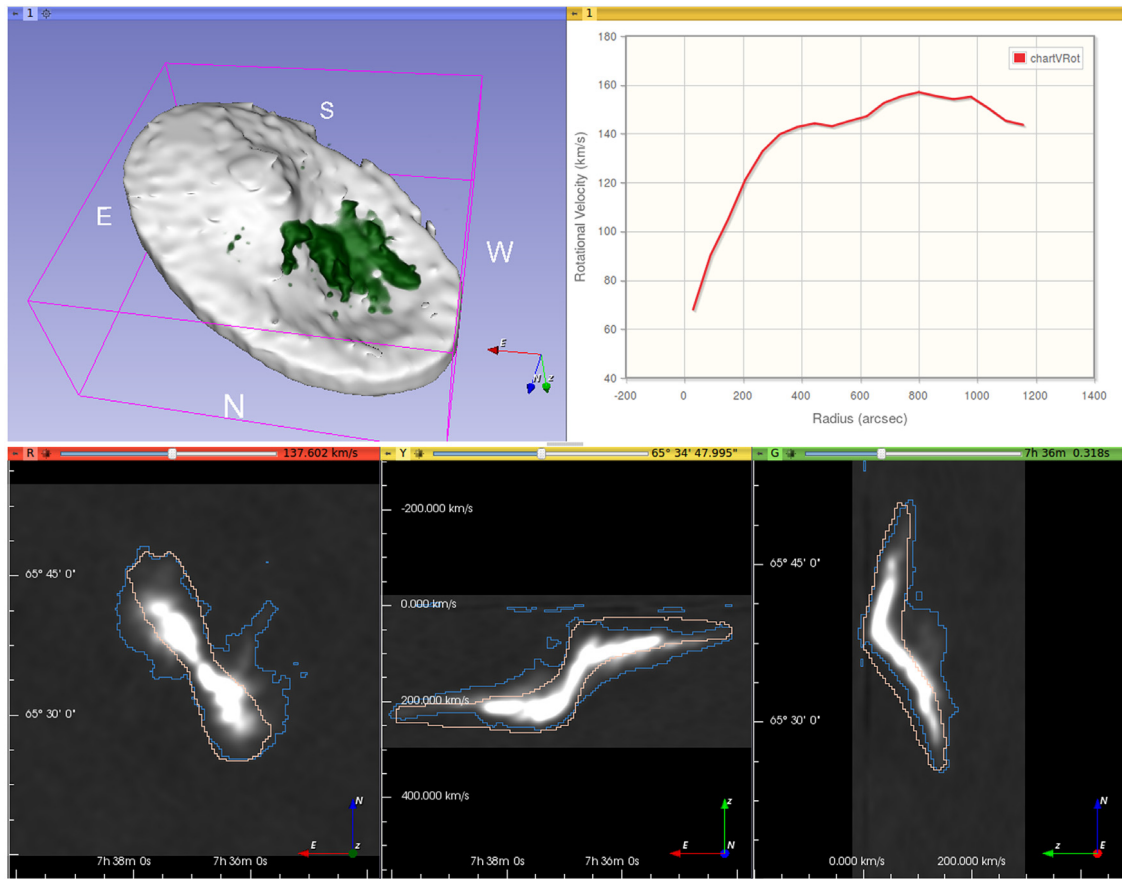 1
S
E
W
N
E
N
z
1
180
160
140
120
100
80
60
40
-200
0
200
400
600
800
1000
1200
1400
Rotational Velocity (km/s)
Radius (arcsec)
chartVRot
R
137.602 km/s
65° 45' 0"
65° 30' 0"
7h 38m 0s
7h 36m 0s
N
E
z
Y
65° 34' 47.995"
-200.000 km/s
0.000 km/s
200.000 km/s
400.000 km/s
7h 38m 0s
7h 36m 0s
z
E
N
G
7h 36m 0.318s
65° 45' 0"
65° 30' 0"
0.000 km/s
200.000 km/s
N
z
E